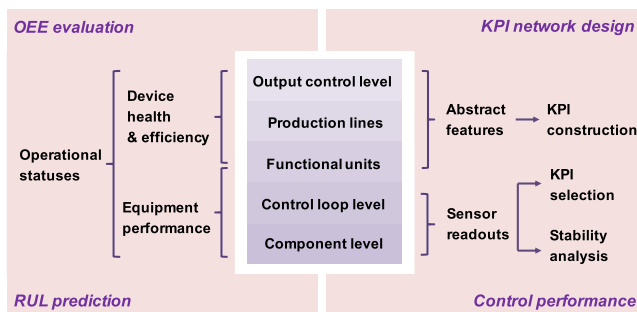 OEE evaluation
KPI network design
Operational
statuses
Device
health
& efficiency
Equipment
performance
Output control level
Production lines
Functional units
Control loop level
Component level
Abstract
features
Sensor
readouts
KPI
construction
KPI
selection
Stability
analysis
RUL prediction
Control performance